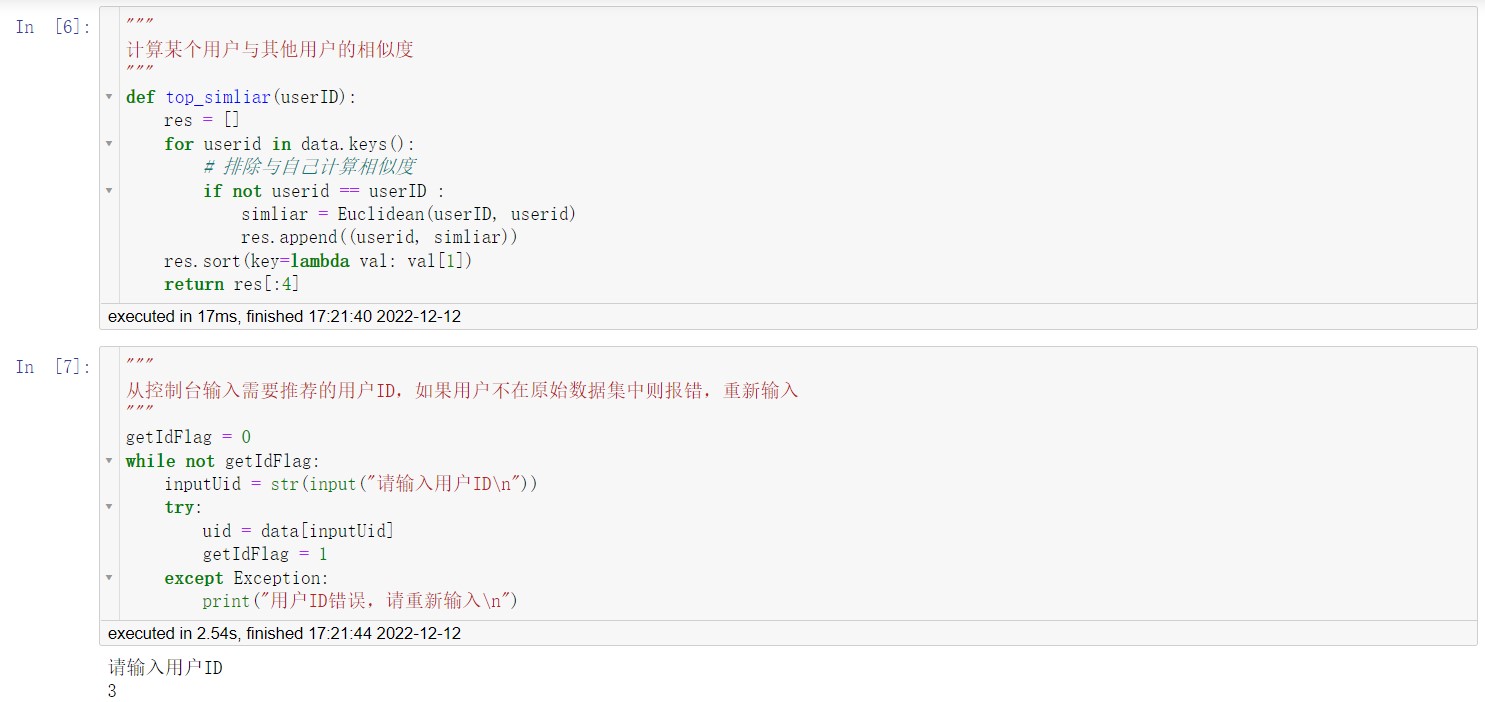 In [6]:
"""
计算某个用户与其他用户的相似度
"""
def top_simliar(userID):
    res = []
    for userid in data.keys():
        # 排除与自己计算相似度
        if not userid == userID :
            simliar = Euclidean(userID, userid)
            res.append((userid, simliar))
    res.sort(key=lambda val: val[1])
    return res[:4]
executed in 17ms, finished 17:21:40 2022-12-12
In [7]:
"""
从控制台输入需要推荐的用户ID，如果用户不在原始数据集中则报错，重新输入
"""
getIdFlag = 0
while not getIdFlag:
    inputUid = str(input("请输入用户ID\n"))
    try:
        uid = data[inputUid]
        getIdFlag = 1
    except Exception:
        print("用户ID错误，请重新输入\n")
executed in 2.54s, finished 17:21:44 2022-12-12
请输入用户ID
3